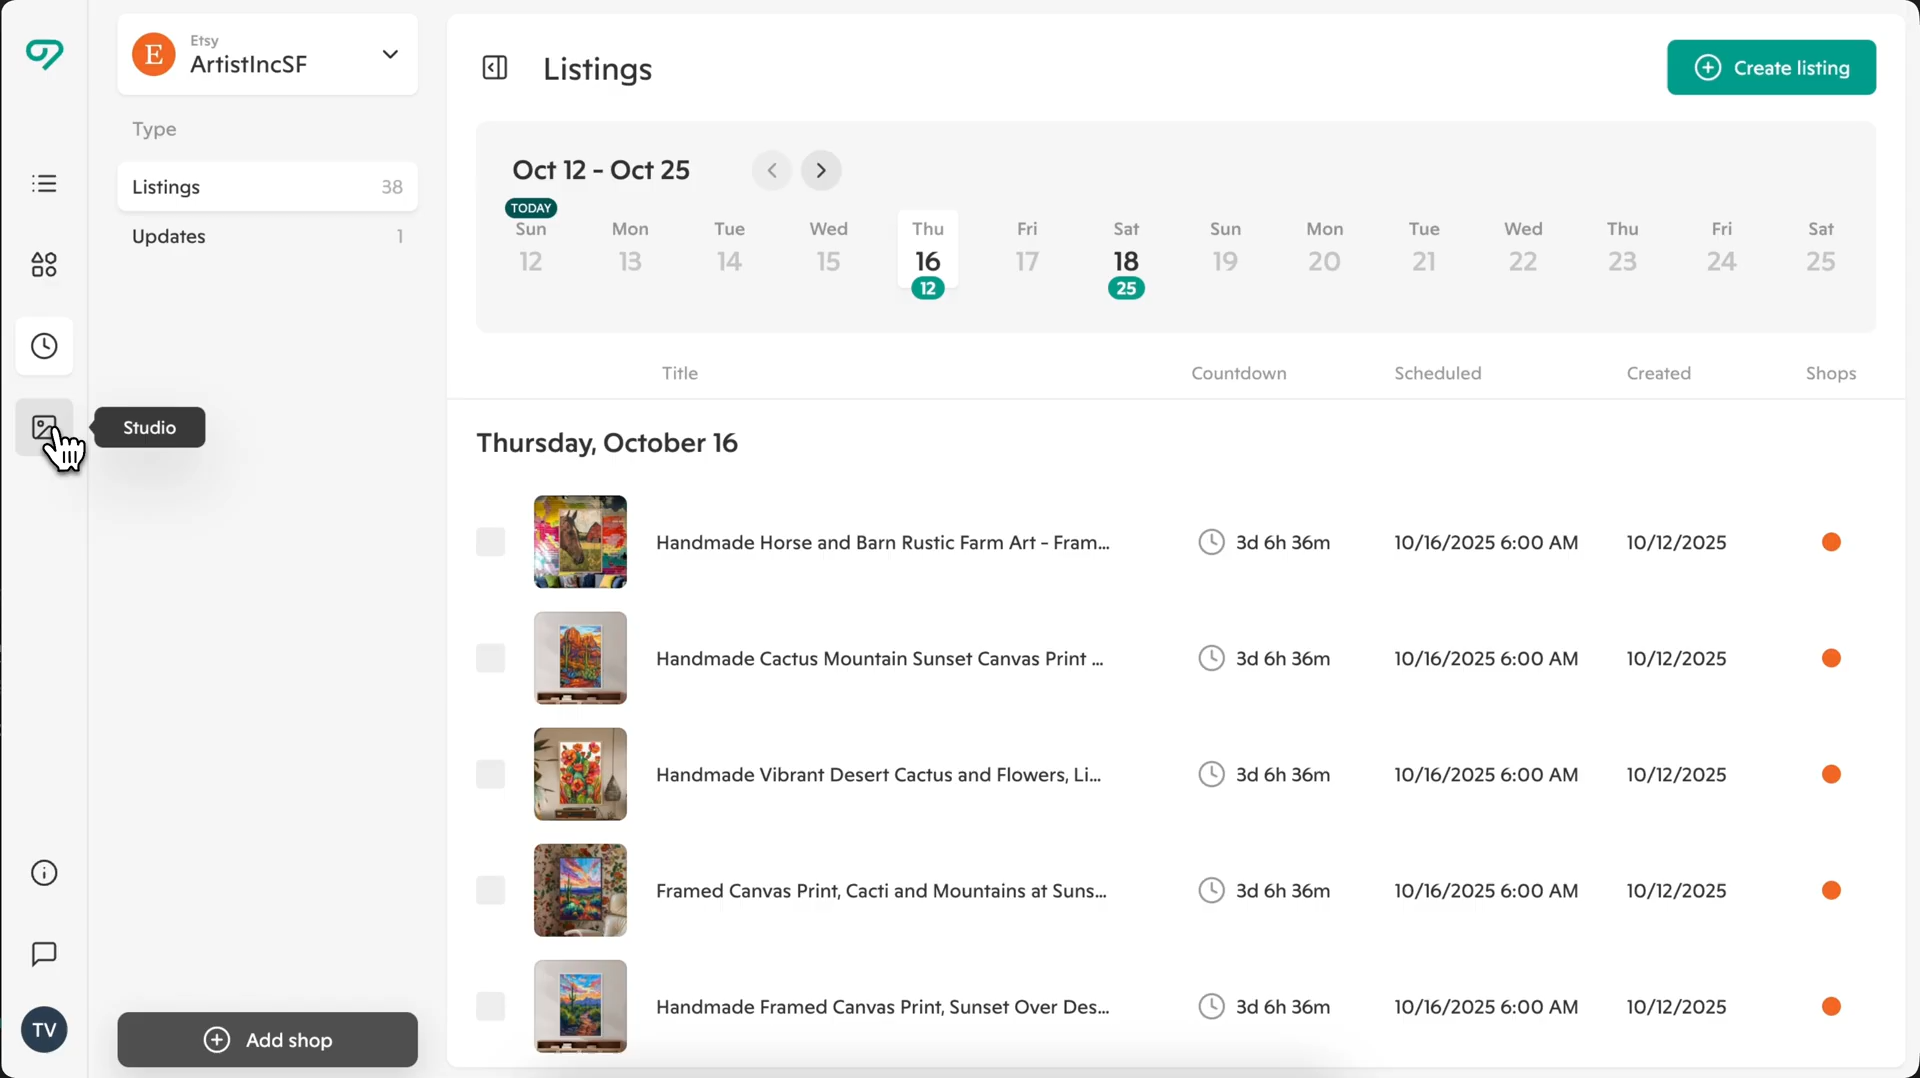 E
Etsy
ArtistIncSF
Type
Listings 38
Updates 1
Studio
TV
Add shop
Listings
Create listing
Oct 12 - Oct 25
TODAY
Sun Mon Tue Wed Thu Fri Sat Sun Mon Tue Wed Thu Fri Sat
12 13 14 15 16 17 18 19 20 21 22 23 24 25
12 25
Title Countdown Scheduled Created Shops
Thursday, October 16
Handmade Horse and Barn Rustic Farm Art - Fram... 3d 6h 36m 10/16/2025 6:00 AM 10/12/2025
Handmade Cactus Mountain Sunset Canvas Print ... 3d 6h 36m 10/16/2025 6:00 AM 10/12/2025
Handmade Vibrant Desert Cactus and Flowers, Li... 3d 6h 36m 10/16/2025 6:00 AM 10/12/2025
Framed Canvas Print, Cacti and Mountains at Suns... 3d 6h 36m 10/16/2025 6:00 AM 10/12/2025
Handmade Framed Canvas Print, Sunset Over Des... 3d 6h 36m 10/16/2025 6:00 AM 10/12/2025